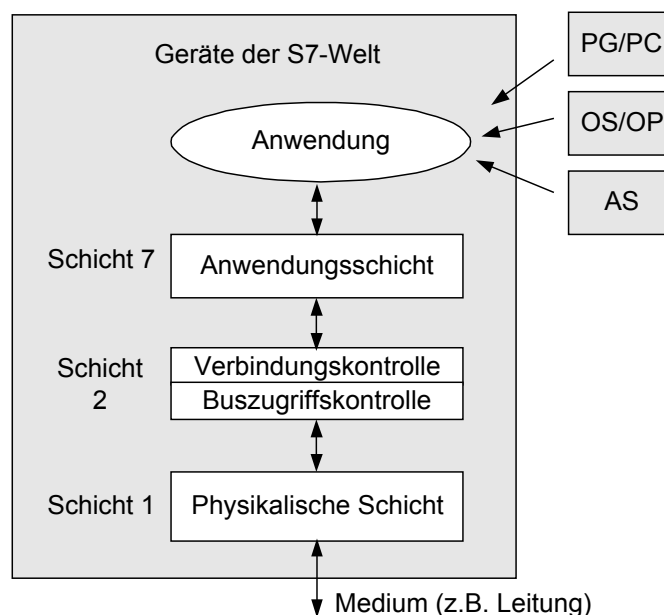 Geräte der S7-Welt
PG/PC
OS/OP
AS
Anwendung
Schicht 7
Anwendungsschicht
Schicht
2
Verbindungskontrolle
Buszugriffskontrolle
Schicht 1
Physikalische Schicht
Medium (z.B. Leitung)